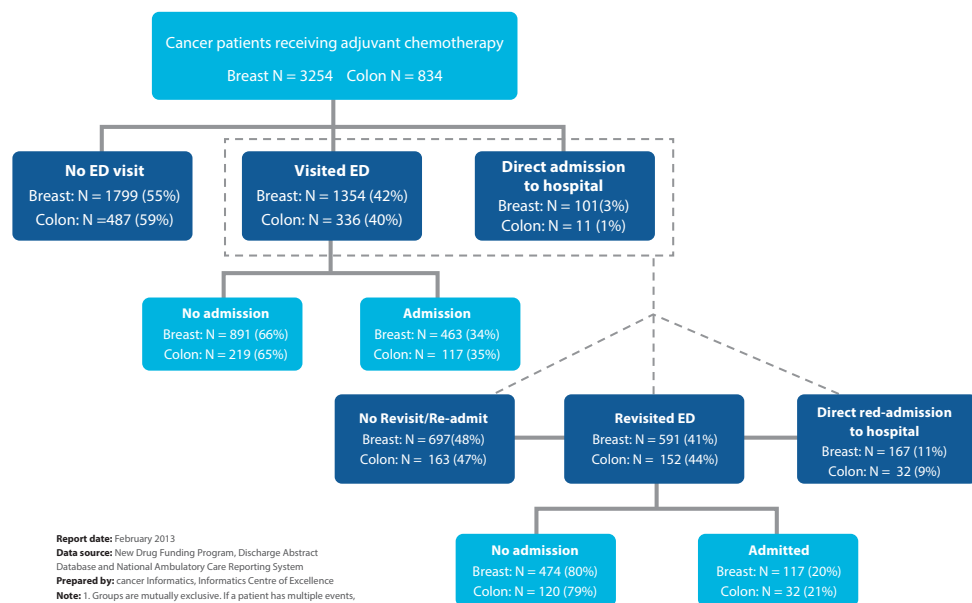 Cancer patients receiving adjuvant chemotherapy
Breast N = 3254 Colon N = 834
No ED visit
Breast: N = 1799 (55%)
Colon: N =487 (59%)
Visited ED
Breast: N = 1354 (42%)
Colon: N = 336 (40%)
Direct admission
to hospital
Breast: N = 101(3%)
Colon: N = 11 (1%)
No admission
Breast: N = 891 (66%)
Colon: N = 219 (65%)
Admission
Breast: N = 463 (34%)
Colon: N = 117 (35%)
No Revisit/Re-admit
Breast: N = 697(48%)
Colon: N = 163 (47%)
Revisited ED
Breast: N = 591 (41%)
Colon: N = 152 (44%)
Direct red-admission
to hospital
Breast: N = 167 (11%)
Colon: N = 32 (9%)
No admission
Breast: N = 474 (80%)
Colon: N = 120 (79%)
Admitted
Breast: N = 117 (20%)
Colon: N = 32 (21%)
Report date: February 2013
Data source: New Drug Funding Program, Discharge Abstract
Database and National Ambulatory Care Reporting System
Prepared by: cancer Informatics, Informatics Centre of Excellence
Note: 1. Groups are mutually exclusive. If a patient has multiple events,